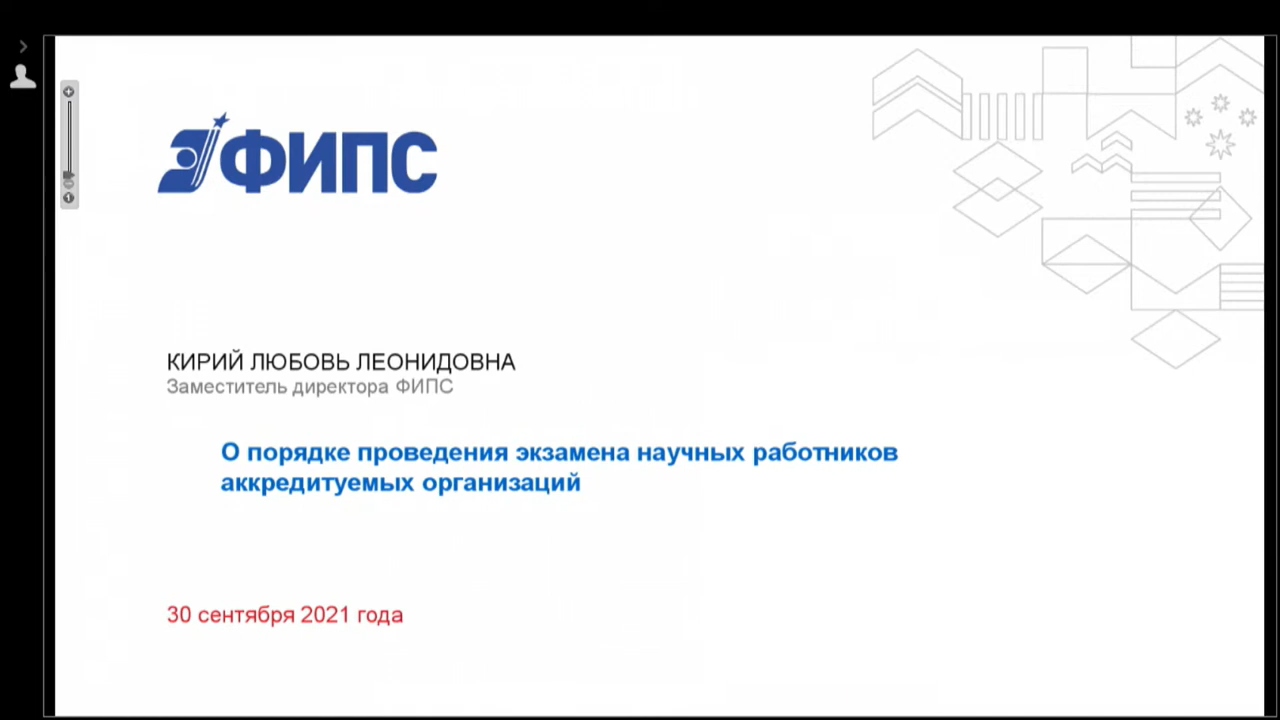 ФИПС
КИРИЙ ЛЮБОВЬ ЛЕОНИДОВНА
Заместитель директора ФИПС
О порядке проведения экзамена научных работников
аккредитуемых организаций
30 сентября 2021 года